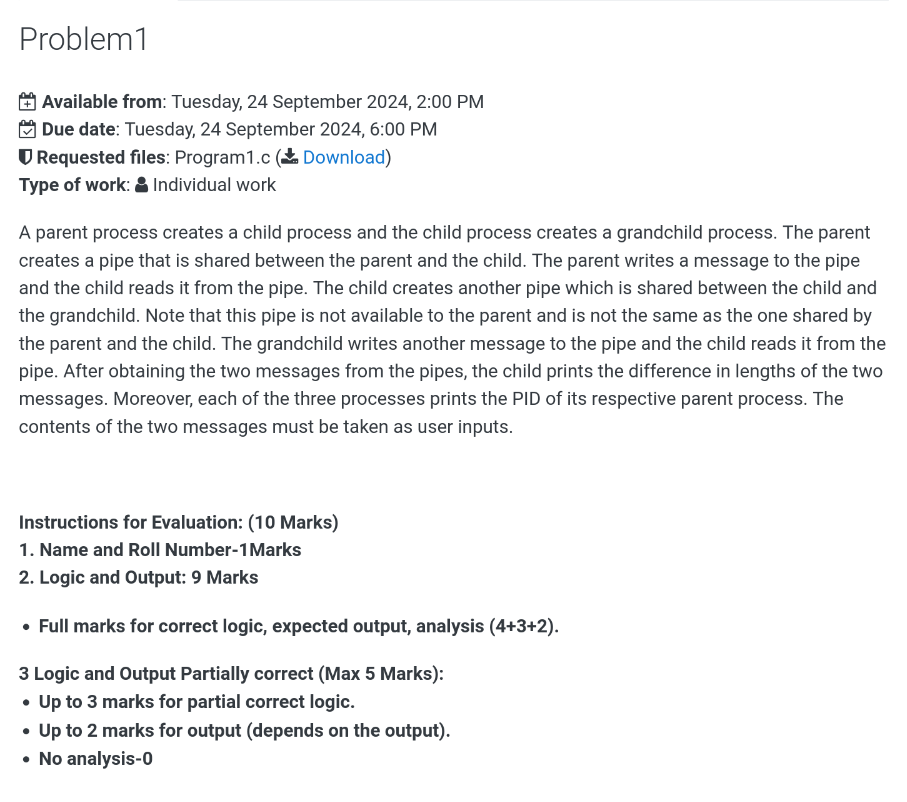 Problem1
Available from: Tuesday, 24 September 2024, 2:00 PM
Due date: Tuesday, 24 September 2024, 6:00 PM
Requested files: Program1.c (Download)
Type of work: Individual work
A parent process creates a child process and the child process creates a grandchild process. The parent
creates a pipe that is shared between the parent and the child. The parent writes a message to the pipe
and the child reads it from the pipe. The child creates another pipe which is shared between the child and
the grandchild. Note that this pipe is not available to the parent and is not the same as the one shared by
the parent and the child. The grandchild writes another message to the pipe and the child reads it from the
pipe. After obtaining the two messages from the pipes, the child prints the difference in lengths of the two
messages. Moreover, each of the three processes prints the PID of its respective parent process. The
contents of the two messages must be taken as user inputs.
Instructions for Evaluation: (10 Marks)
1. Name and Roll Number-1Marks
2. Logic and Output: 9 Marks
• Full marks for correct logic, expected output, analysis (4+3+2).
3 Logic and Output Partially correct (Max 5 Marks):
• Up to 3 marks for partial correct logic.
• Up to 2 marks for output (depends on the output).
• No analysis-0